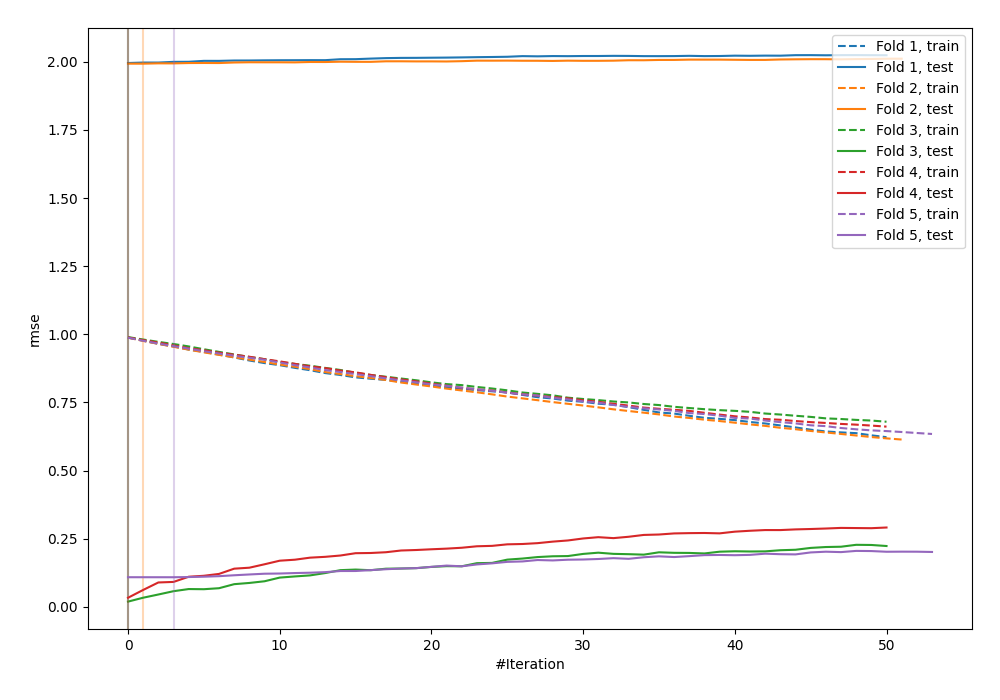 2.00
1.75
1.50
1.25
1.00
0.75
0.50
0.25
0.00
rmse
0 10 20 30 40 50
#Iteration
Fold 1, train
Fold 1, test
Fold 2, train
Fold 2, test
Fold 3, train
Fold 3, test
Fold 4, train
Fold 4, test
Fold 5, train
Fold 5, test